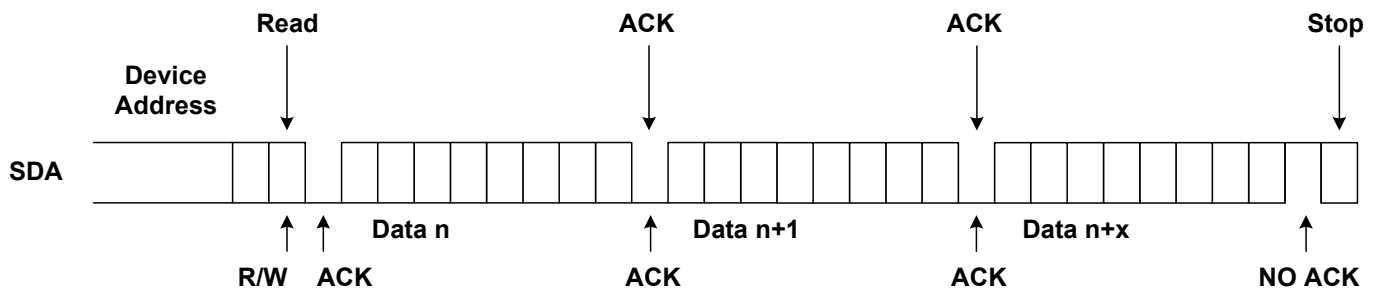 Read ACK ACK Stop
Device
Address
SDA
Data n Data n+1 Data n+x
R/W ACK ACK ACK NO ACK